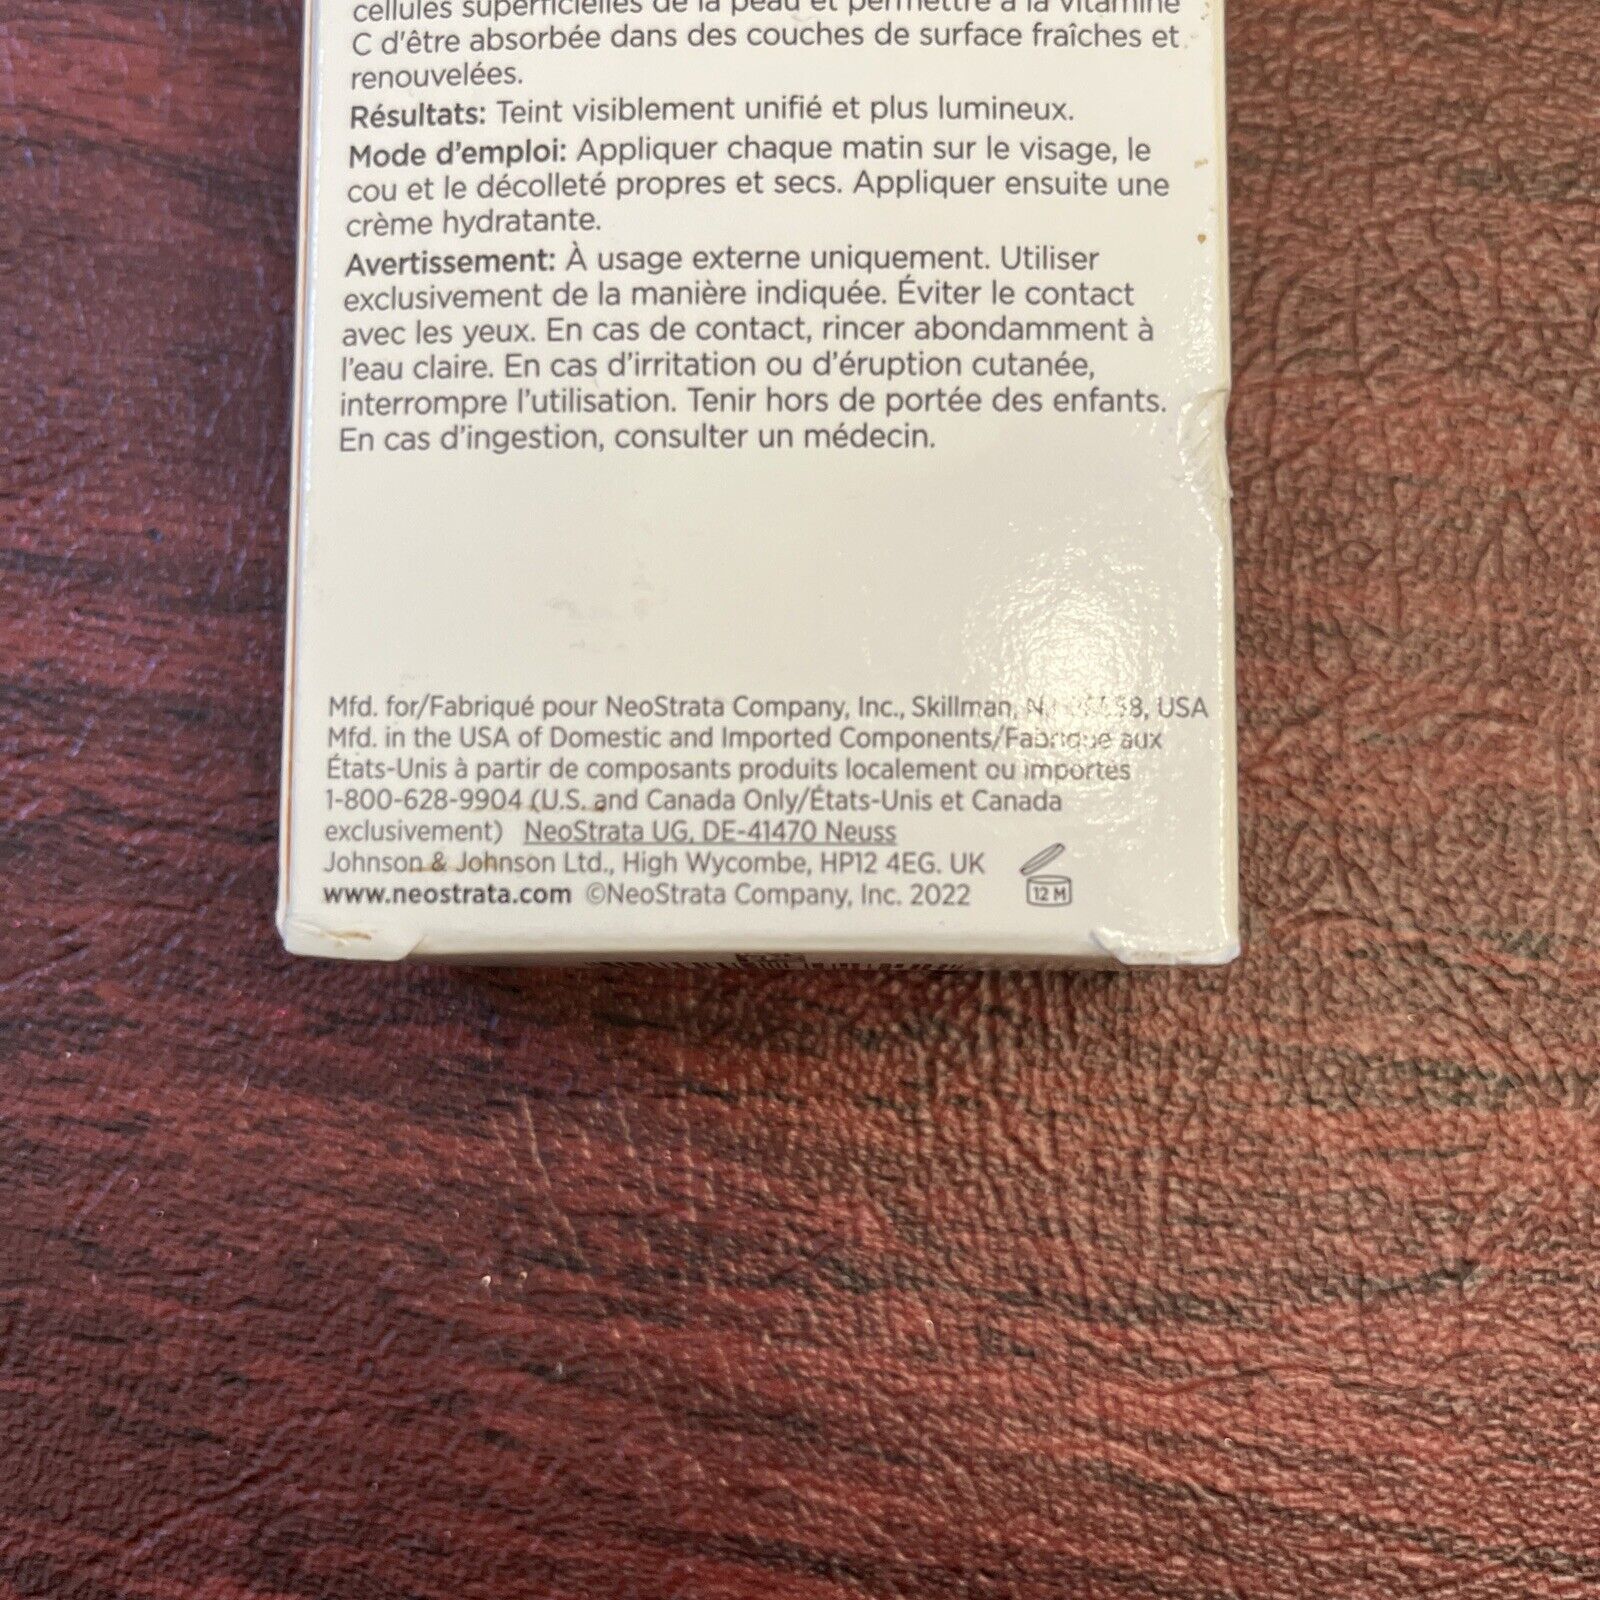 cellules superficielles de la peau et permettre à la vitamine
C d'être absorbée dans des couches de surface fraîches et
renouvelées.
Résultats: Teint visiblement unifié et plus lumineux.
Mode d'emploi: Appliquer chaque matin sur le visage, le
cou et le décolleté propres et secs. Appliquer ensuite une
crème hydratante.
Avertissement: À usage externe uniquement. Utiliser
exclusivement de la manière indiquée. Éviter le contact
avec les yeux. En cas de contact, rincer abondamment à
l'eau claire. En cas d'irritation ou d'éruption cutanée,
interrompre l'utilisation. Tenir hors de portée des enfants.
En cas d'ingestion, consulter un médecin.
Mfd. for/Fabriqué pour NeoStrata Company, Inc., Skillman, USA
Mfd. in the USA of Domestic and Imported Components/Fabriqué aux
États-Unis à partir de composants produits localement ou importés
1-800-628-9904 (U.S. and Canada Only/États-Unis et Canada
exclusivement) NeoStrata UG, DE-41470 Neuss
Johnson & Johnson Ltd., High Wycombe, HP12 4EG. UK
www.neostrata.com ©NeoStrata Company, Inc. 2022
12 M